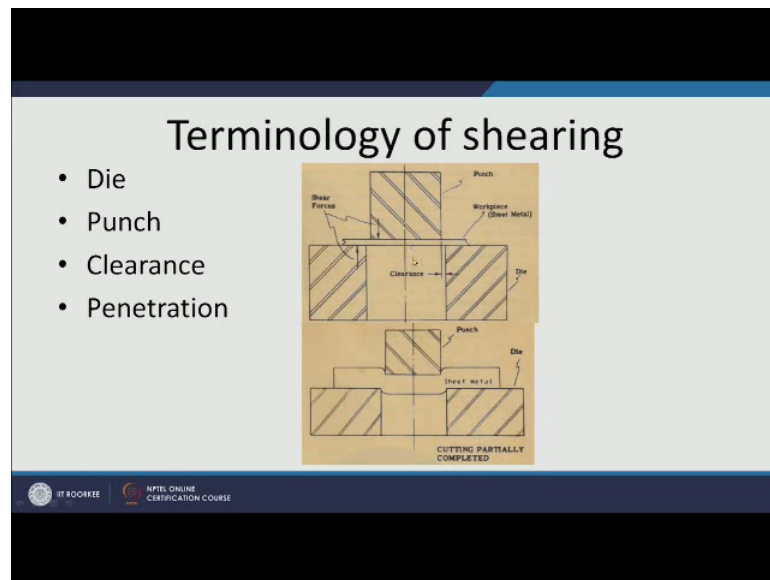 Terminology of shearing
• Die
• Punch
• Clearance
• Penetration
Punch
Shear
Forces
Workpiece
(Sheet Metal)
Clearance
Die
Punch
Die
Sheet metal
CUTTING PARTIALLY
COMPLETED
IIT ROORKEE
NPTEL ONLINE
CERTIFICATION COURSE